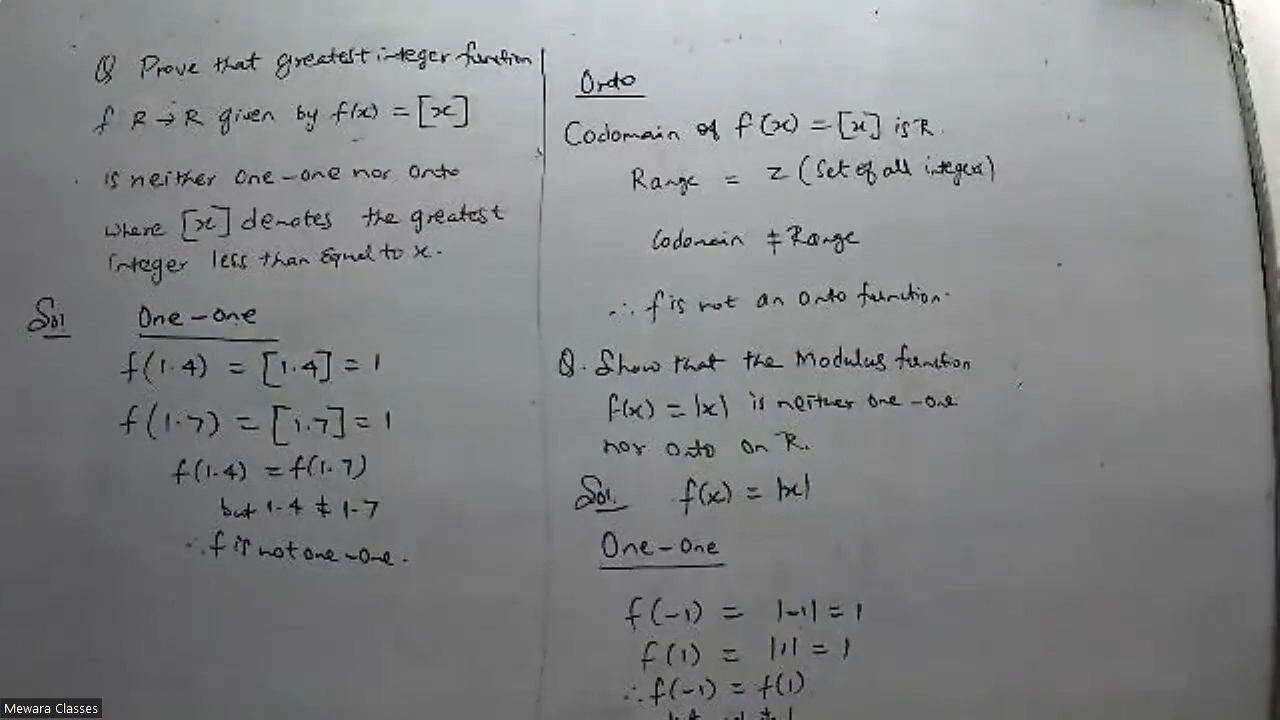 Q Prove that greatest integer function
f R → R given by f(x) = [x]
is neither one-one nor onto
where [x] denotes the greatest
integer less than Equal to x.
Sol One-one
f(1.4) = [1.4] = 1
f(1.7) = [1.7] = 1
f(1.4) = f(1.7)
but 1.4 ≠ 1.7
∴ f is not one-one.
Onto
Codomain of f(x) = [x] is R.
Range = Z (Set of all integers)
Codomain ≠ Range
∴ f is not an onto function.
Q. Show that the Modulus function
f(x) = |x| is neither one-one
nor onto on R.
Sol. f(x) = |x|
One-One
f(-1) = |-1| = 1
f(1) = |1| = 1
∴ f(-1) = f(1)
Mewara Classes